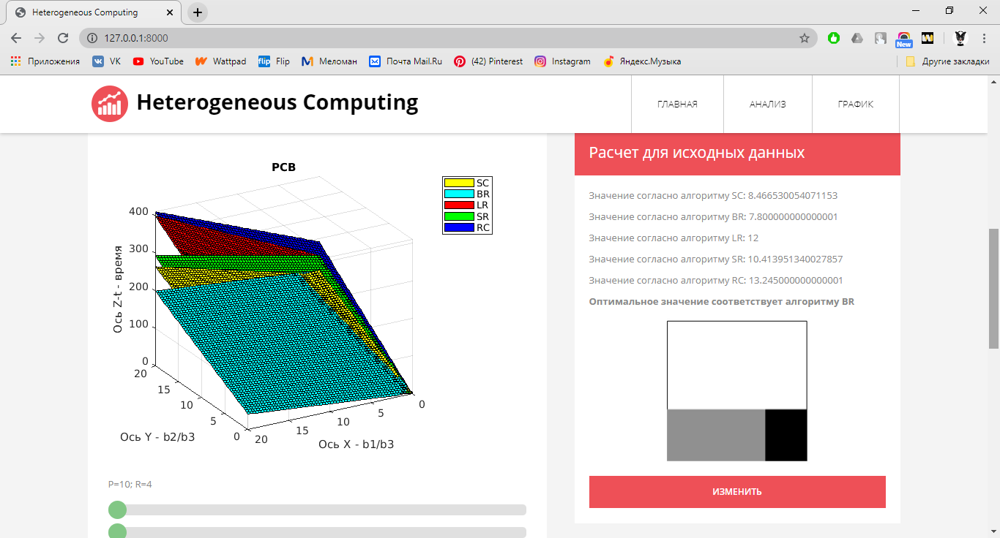 Heterogeneous Computing
127.0.0.1:8000
New
Приложения VK YouTube Wattpad flip Flip Меломан Почта Mail.Ru (42) Pinterest Instagram Яндекс.Музыка Другие закладки
Heterogeneous Computing
ГЛАВНАЯ АНАЛИЗ ГРАФИК
PCB
SC
BR
LR
SR
RC
400
300
200
100
0
Ось Z-t - время
20
15
10
5
0
Ось Y - b2/b3
20
15
10
5
0
Ось X - b1/b3
P=10; R=4
Расчет для исходных данных
Значение согласно алгоритму SC: 8.466530054071153
Значение согласно алгоритму BR: 7.800000000000001
Значение согласно алгоритму LR: 12
Значение согласно алгоритму SR: 10.413951340027857
Значение согласно алгоритму RC: 13.245000000000001
Оптимальное значение соответствует алгоритму BR
ИЗМЕНИТЬ